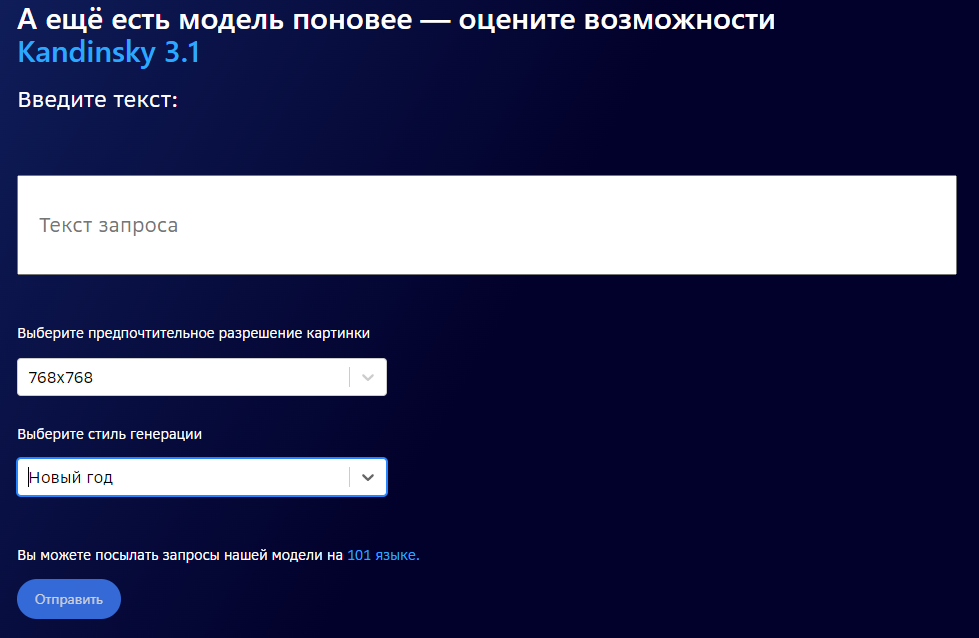 А ещё есть модель поновее — оцените возможности
Kandinsky 3.1
Введите текст:
Текст запроса
Выберите предпочтительное разрешение картинки
768x768
Выберите стиль генерации
Новый год
Вы можете посылать запросы нашей модели на 101 языке.
Отправить